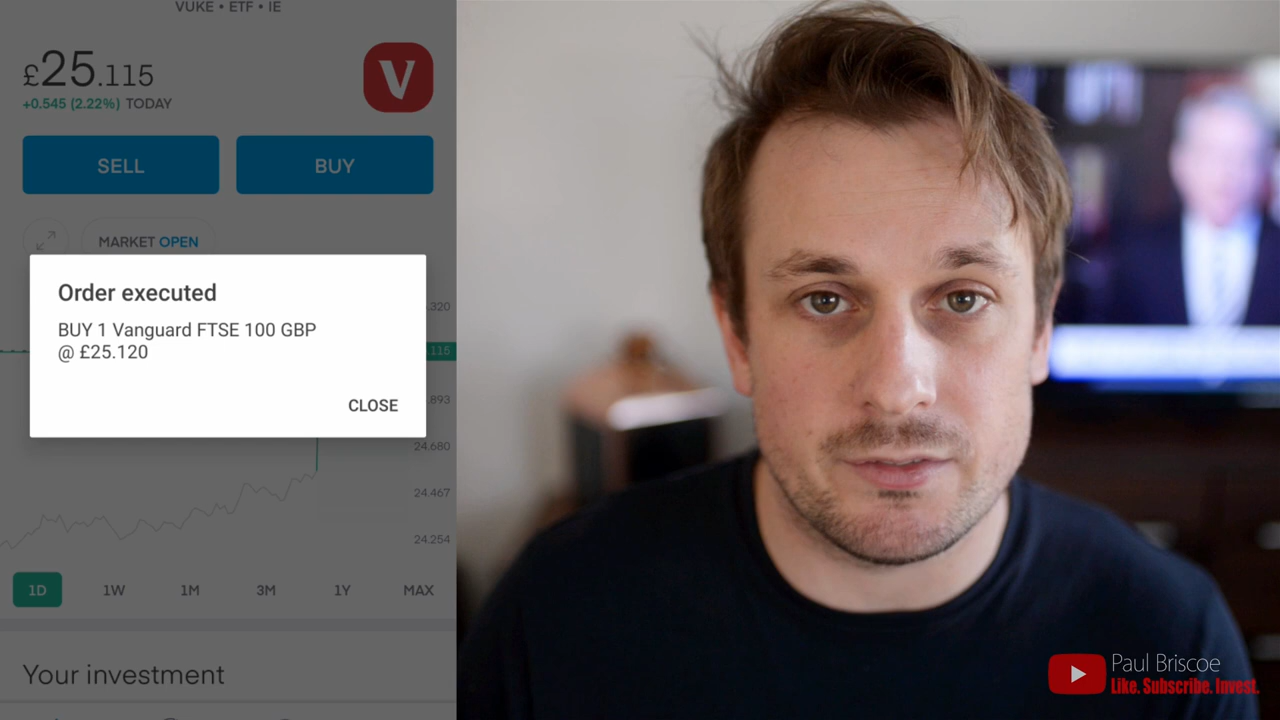 VUKE • ETF • IE
£25.115
+0.545 (2.22%) TODAY
V
SELL
BUY
MARKET OPEN
Order executed
BUY 1 Vanguard FTSE 100 GBP
@ £25.120
CLOSE
.320
.115
.893
24.680
24.467
24.254
1D
1W
1M
3M
1Y
MAX
Your investment
Paul Briscoe
Like. Subscribe. Invest.